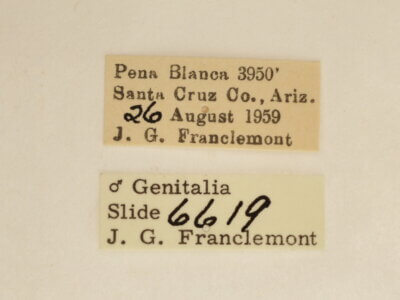 Pena Blanca 3950'
Santa Cruz Co., Ariz.
26 August 1959
J. G. Franclemont
♂ Genitalia
Slide 6619
J. G. Franclemont